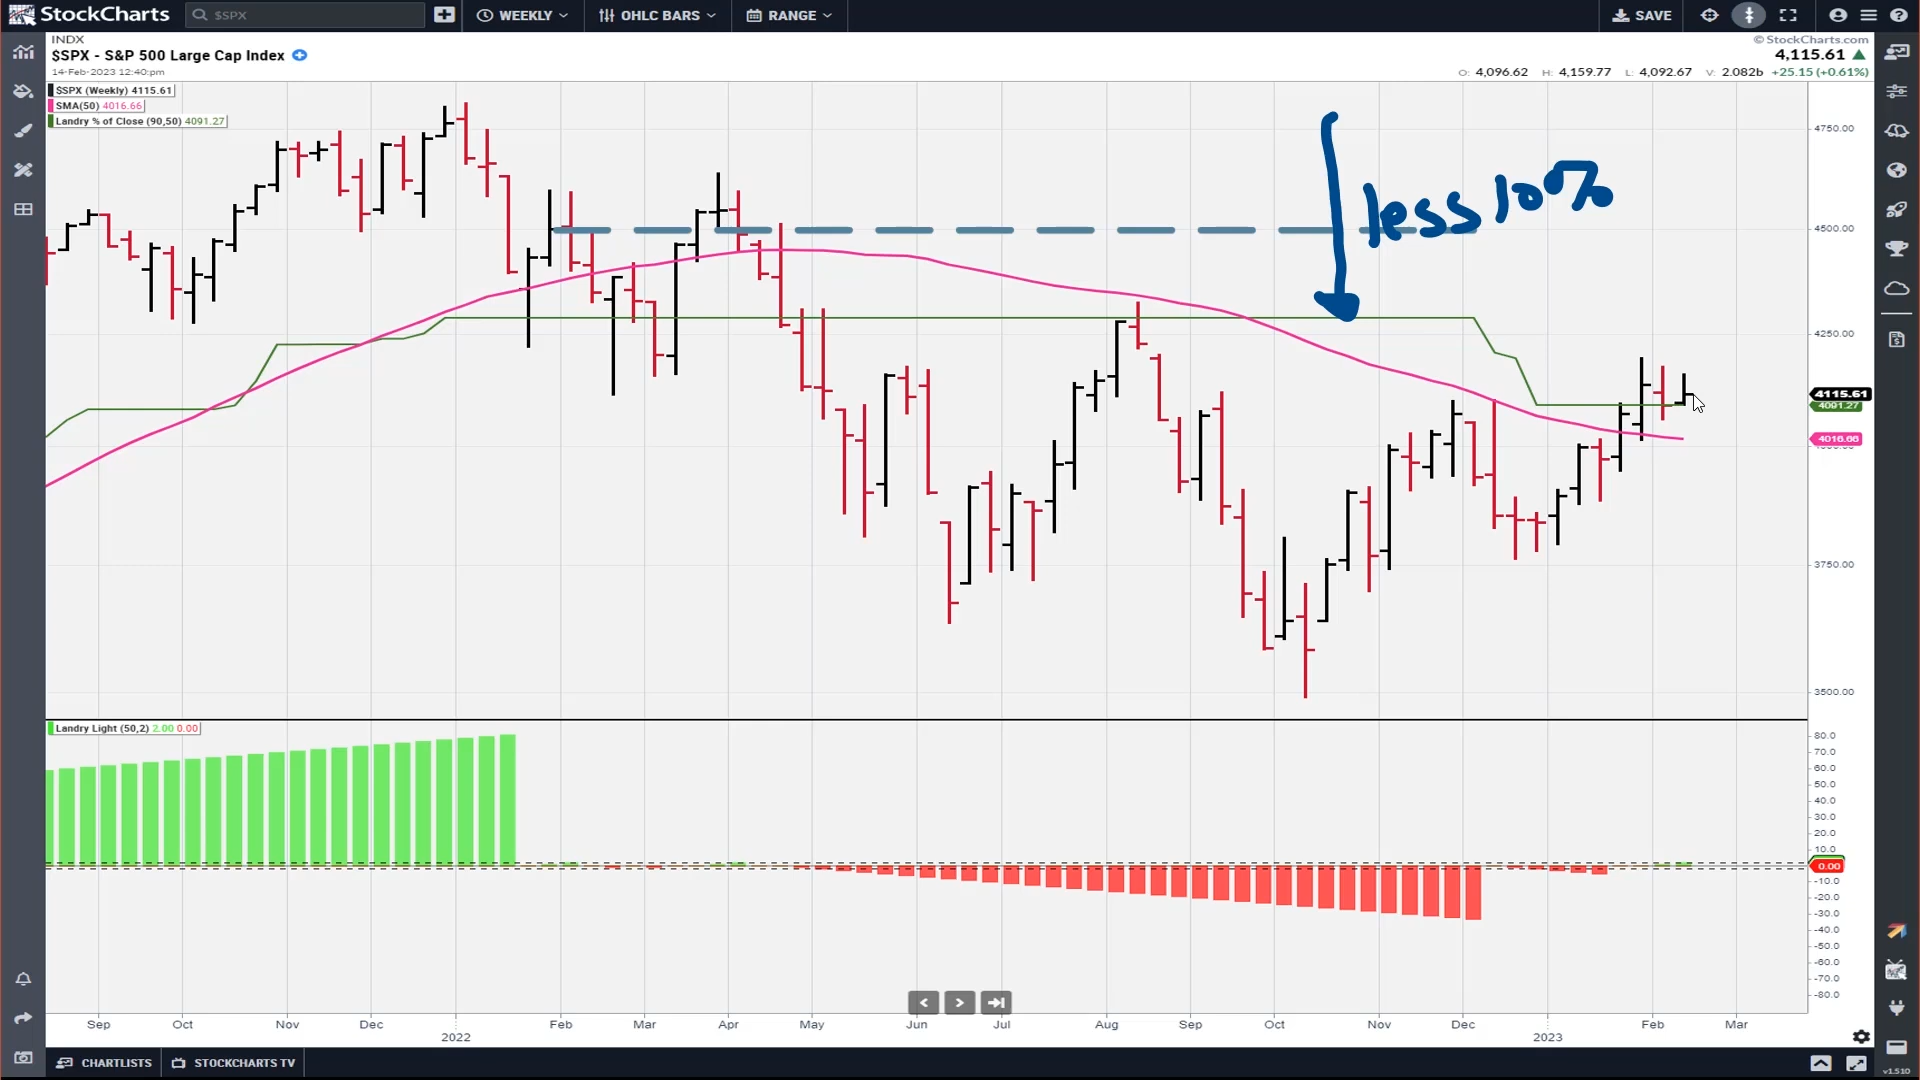 StockCharts
$SPX
WEEKLY
OHLC BARS
RANGE
SAVE
INDX
© StockCharts.com
$SPX - S&P 500 Large Cap Index
4,115.61
14-Feb-2023 12:40:pm
O: 4,096.62 H: 4,159.77 L: 4,092.67 V: 2.082b +25.15 (+0.61%)
$SPX (Weekly) 4115.61
SMA(50) 4016.66
Landry % of Close (90,50) 4091.27
less 10%
4750.00
4500.00
4250.00
4115.61
4091.27
4016.66
3750.00
3500.00
Landry Light (50,2) 2.00 0.00
80.0
70.0
60.0
50.0
40.0
30.0
20.0
10.0
0.00
-10.0
-20.0
-30.0
-40.0
-50.0
-60.0
-70.0
-80.0
Sep Oct Nov Dec Feb Mar Apr May Jun Jul Aug Sep Oct Nov Dec Feb Mar
2022 2023
CHARTLISTS
STOCKCHARTS TV
v1.510